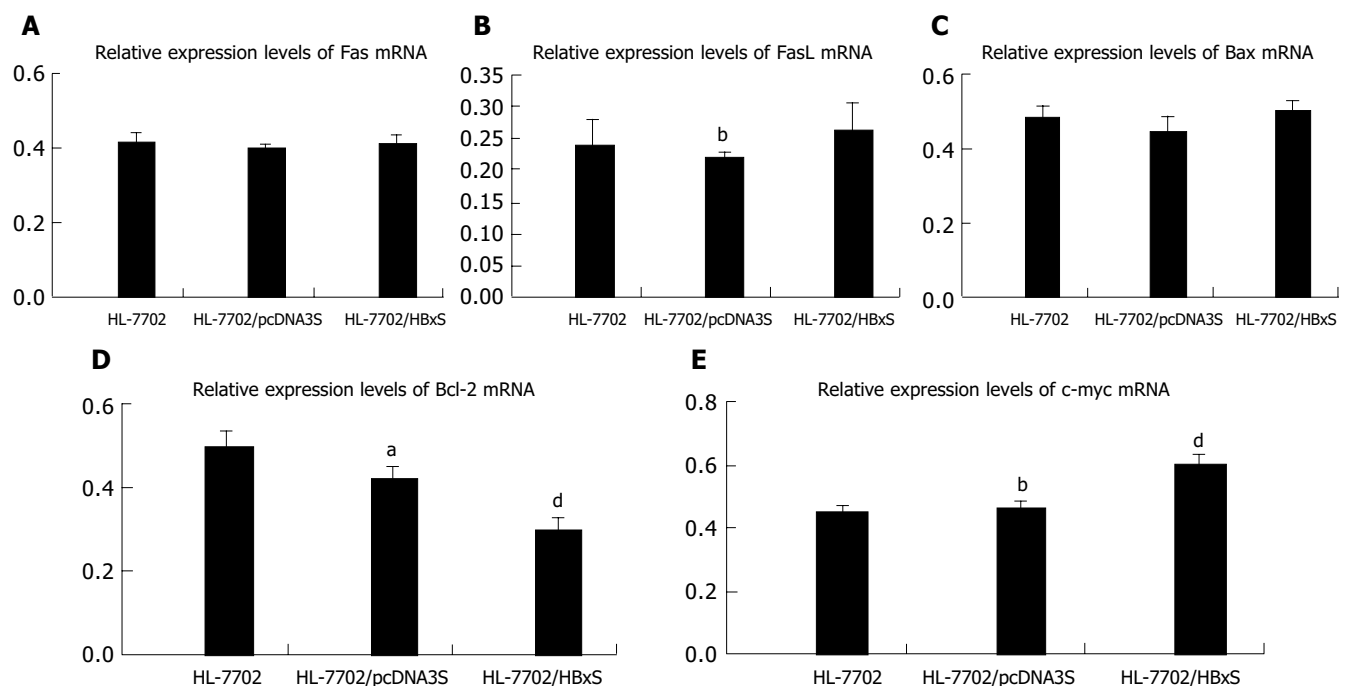 A
Relative expression levels of Fas mRNA
0.6
0.4
0.2
0.0
HL-7702 HL-7702/pcDNA3S HL-7702/HBxS
B
Relative expression levels of FasL mRNA
0.35
0.30
0.25
0.20
0.15
0.10
0.05
0.00
b
HL-7702 HL-7702/pcDNA3S HL-7702/HBxS
C
Relative expression levels of Bax mRNA
0.6
0.4
0.2
0.0
HL-7702 HL-7702/pcDNA3S HL-7702/HBxS
D
Relative expression levels of Bcl-2 mRNA
0.6
0.4
0.2
0.0
a
d
HL-7702 HL-7702/pcDNA3S HL-7702/HBxS
E
Relative expression levels of c-myc mRNA
0.8
0.6
0.4
0.2
0.0
b
d
HL-7702 HL-7702/pcDNA3S HL-7702/HBxS